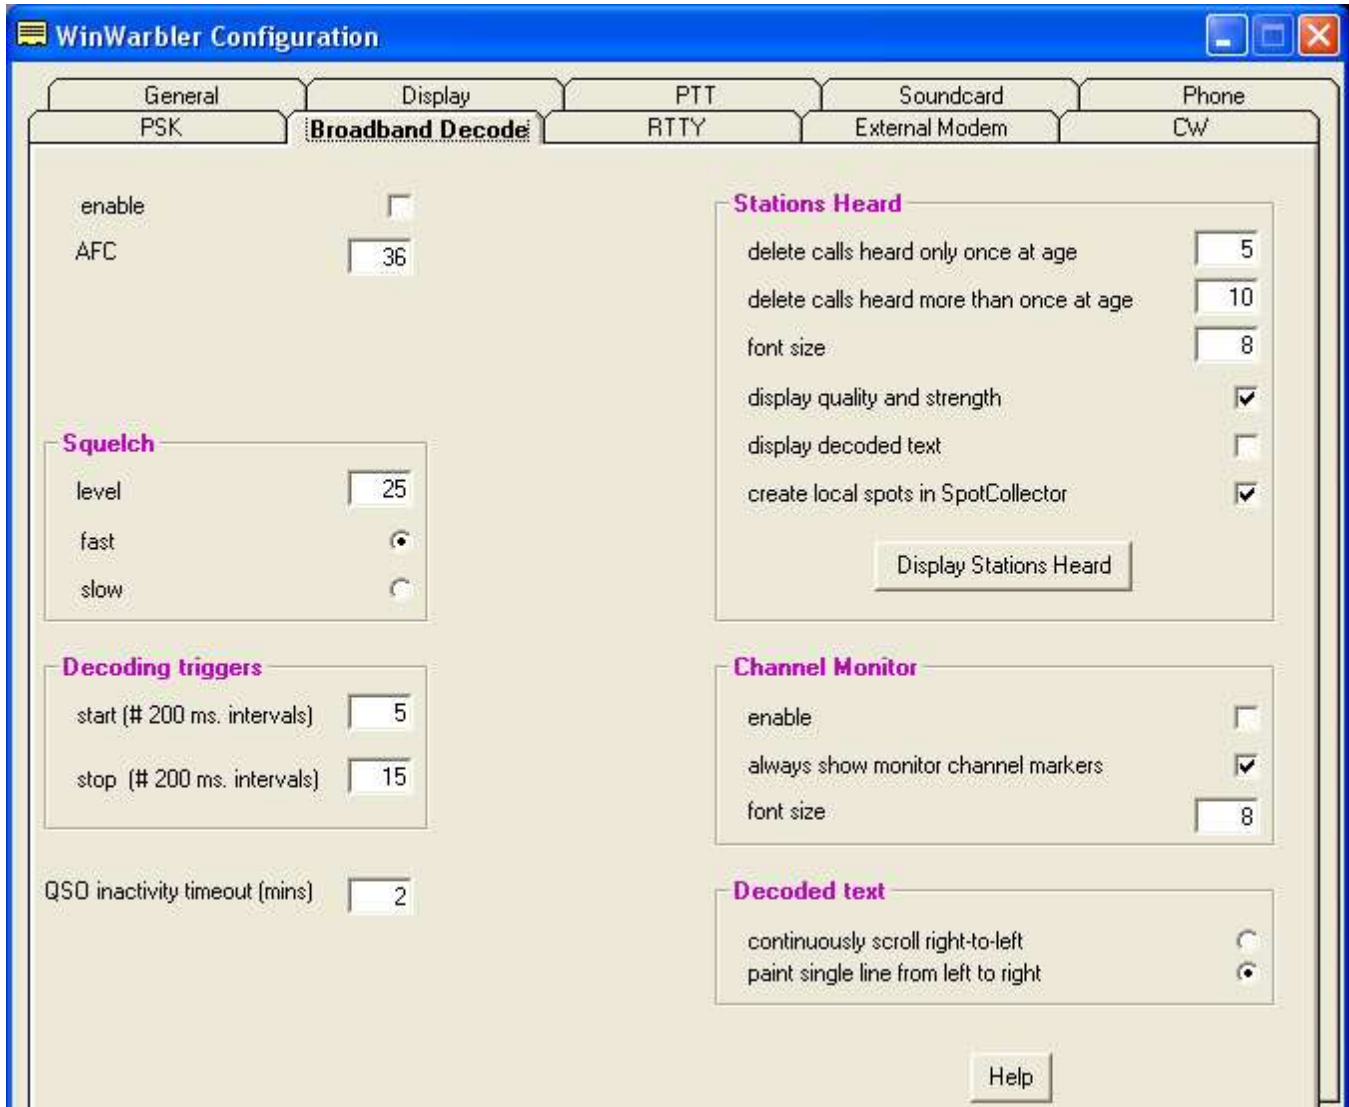 WinWarbler Configuration
General Display PTT Soundcard Phone
PSK Broadband Decode RTTY External Modem CW
enable
AFC 36
Squelch
level 25
fast
slow
Decoding triggers
start (# 200 ms. intervals) 5
stop (# 200 ms. intervals) 15
QSO inactivity timeout (mins) 2
Stations Heard
delete calls heard only once at age 5
delete calls heard more than once at age 10
font size 8
display quality and strength
display decoded text
create local spots in SpotCollector
Display Stations Heard
Channel Monitor
enable
always show monitor channel markers
font size 8
Decoded text
continuously scroll right-to-left
paint single line from left to right
Help